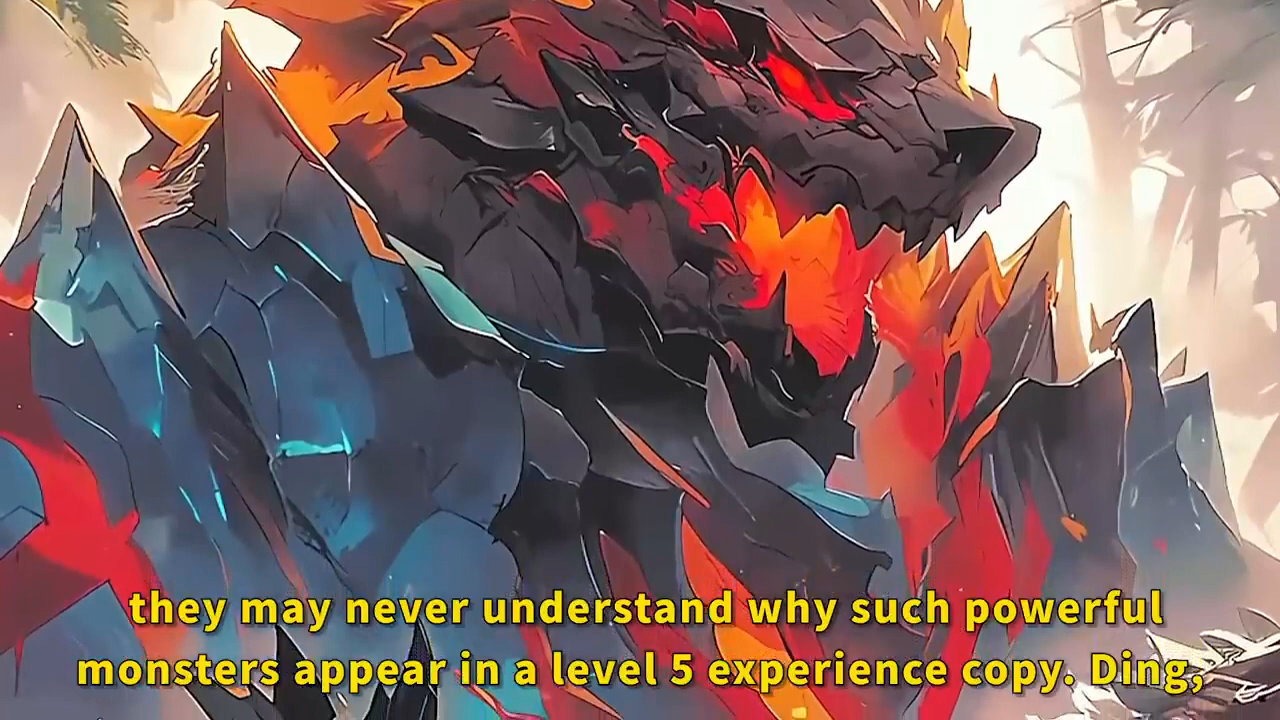 they may never understand why such powerful
monsters appear in a level 5 experience copy. Ding,